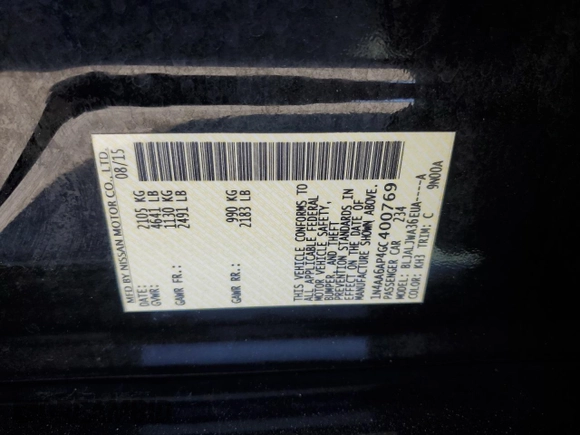 MFD BY NISSAN MOTOR CO., LTD.
08/15
GVWR: 2105 KG
4641 LB
GAWR FR.: 1130 KG
2491 LB
GAWR RR.: 990 KG
2183 LB
THIS VEHICLE CONFORMS TO
ALL APPLICABLE FEDERAL
MOTOR VEHICLE SAFETY,
BUMPER, AND THEFT
PREVENTION STANDARDS IN
EFFECT ON THE DATE OF
MANUFACTURE SHOWN ABOVE.
1N4AA6AP4GC400769
PASSENGER CAR 234
MODEL: BLJALJWA36EUA----A
COLOR: KH3 TRIM: C 9N00A